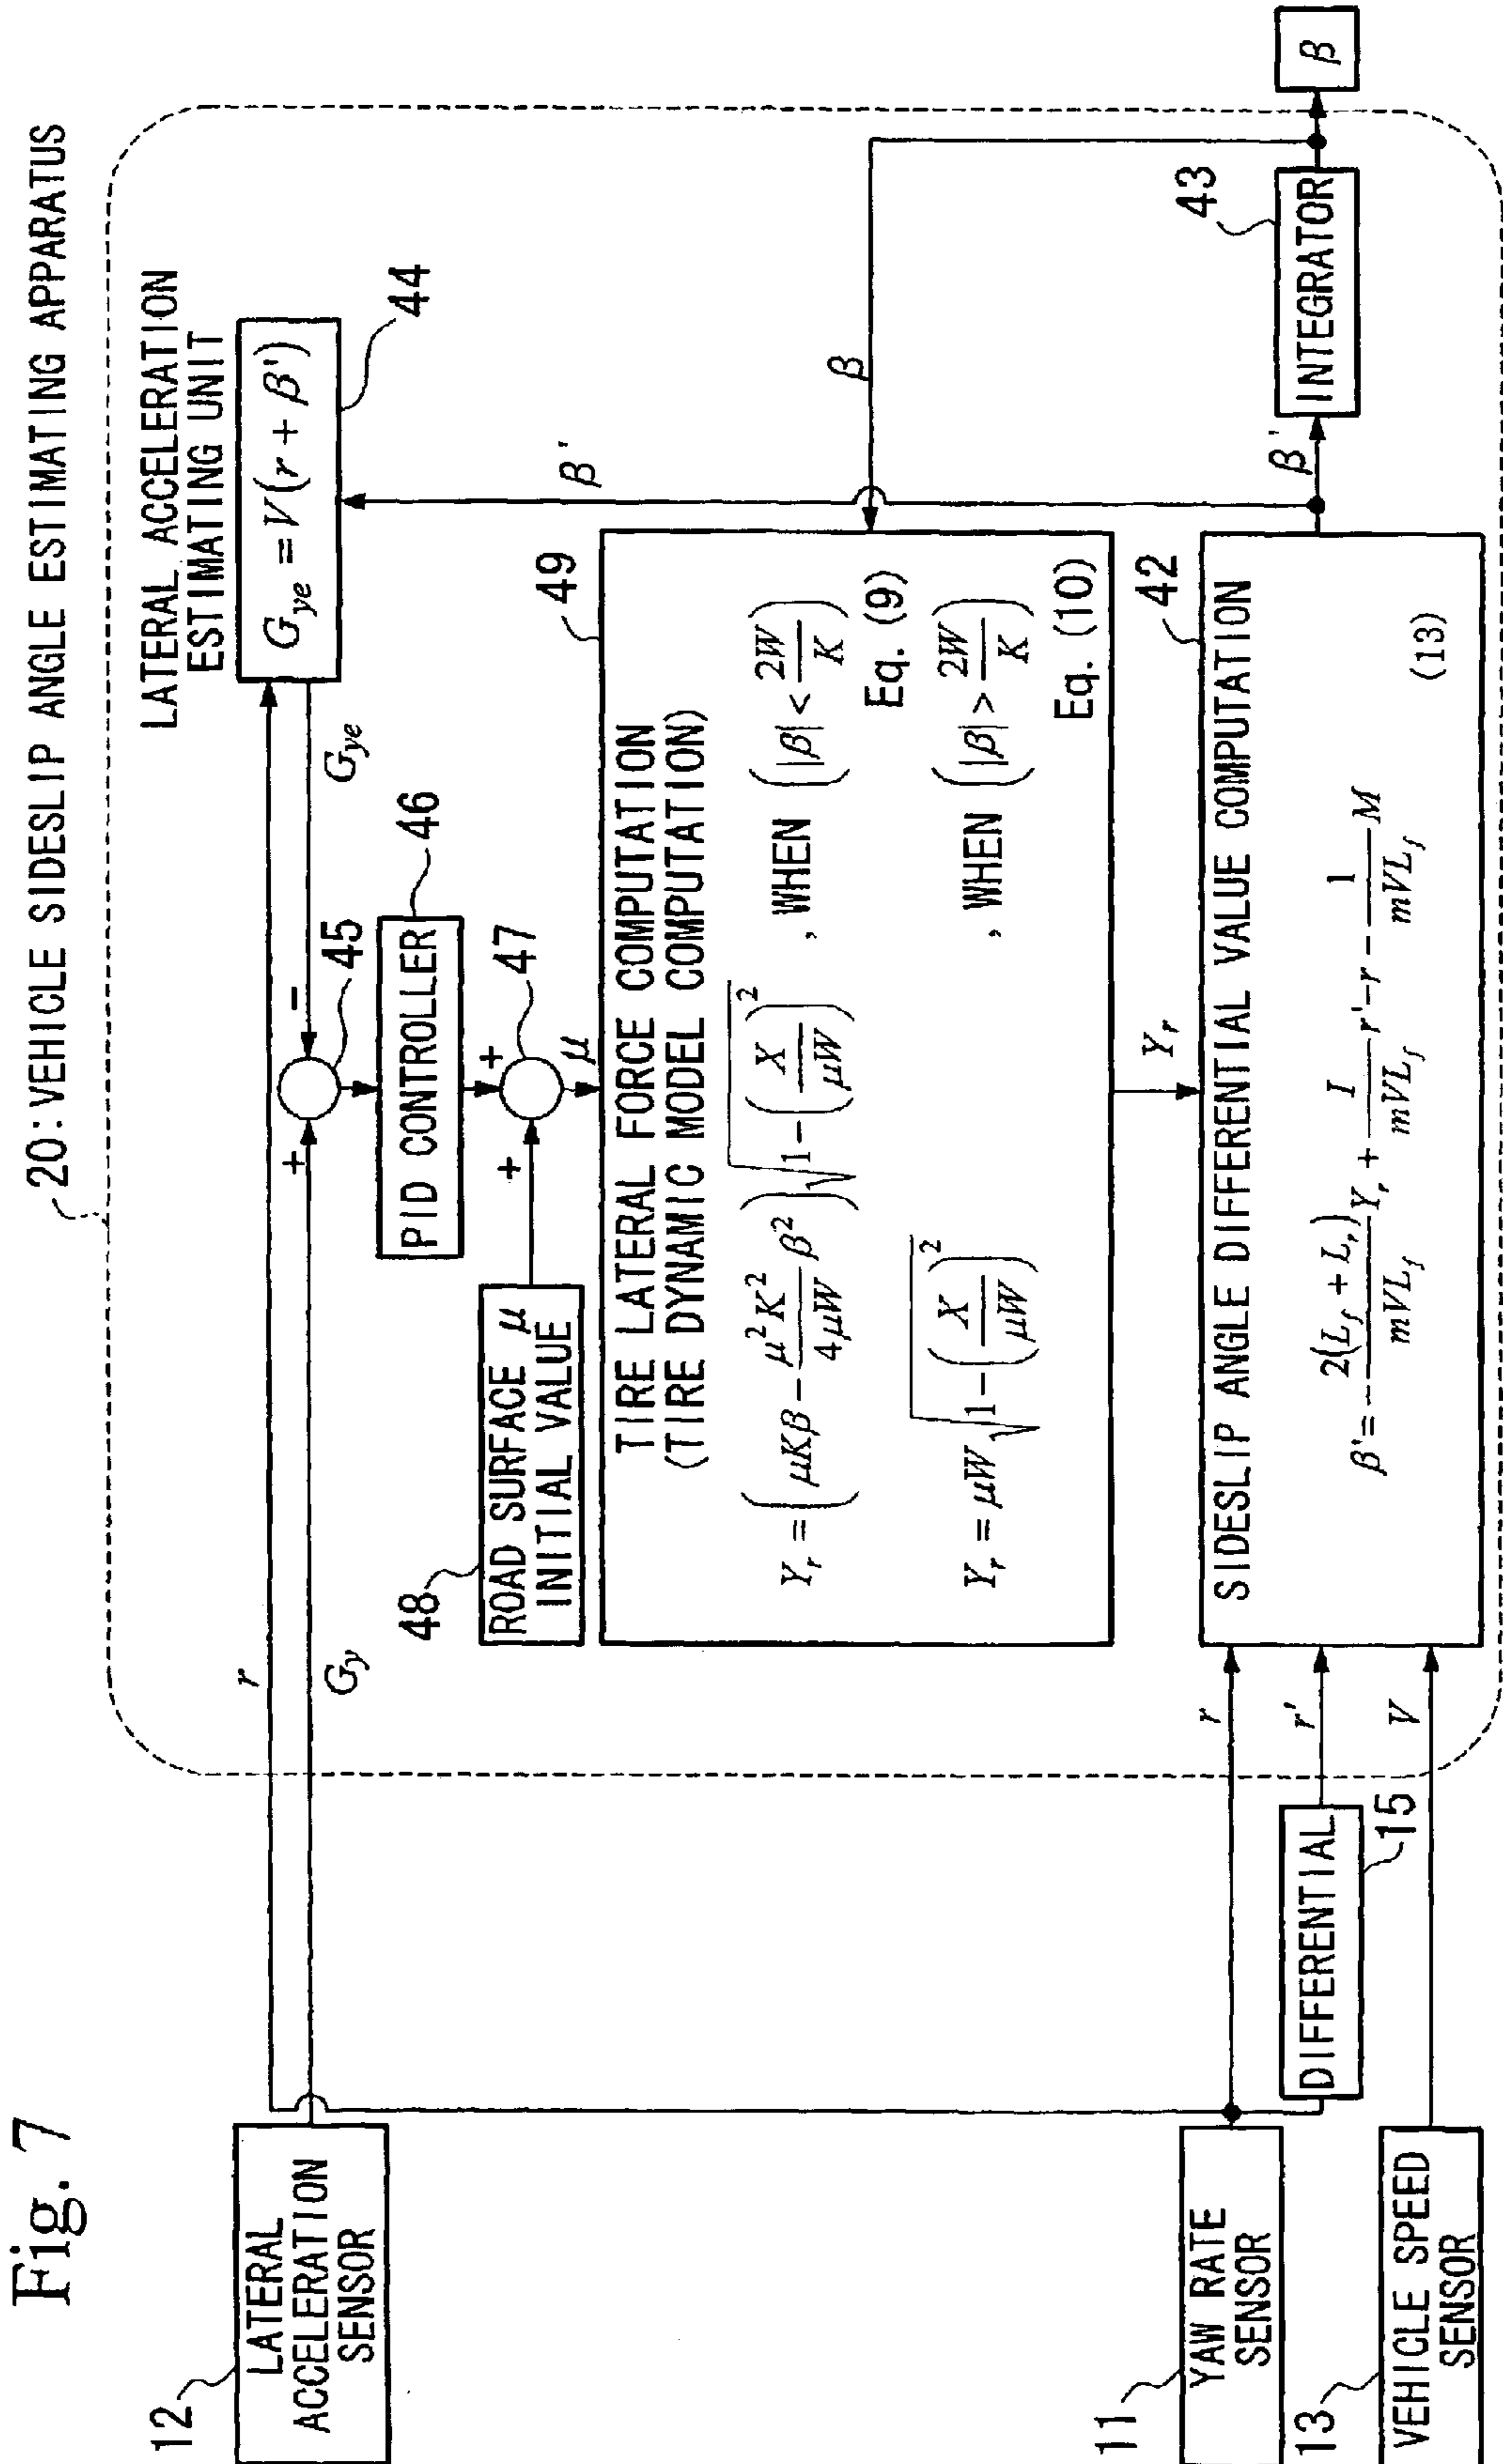 Fig. 7
20:VEHICLE SIDESLIP ANGLE ESTIMATING APPARATUS
12
LATERAL
ACCELERATION
SENSOR
r
Gy
LATERAL ACCELERATION
ESTIMATING UNIT
G_ye = V(r + β')
44
G_ye
+
-
45
PID CONTROLLER
46
+
+
47
μ
48
ROAD SURFACE μ
INITIAL VALUE
β'
β
49
TIRE LATERAL FORCE COMPUTATION
(TIRE DYNAMIC MODEL COMPUTATION)
Y_r = (μKβ - μ²K²/4μW β²) √1-(X/μW)² , WHEN (|β| < 2W/K)
Eq. (9)
Y_r = μW √1-(X/μW)² , WHEN (|β| > 2W/K)
Eq. (10)
Y_r
42
SIDESLIP ANGLE DIFFERENTIAL VALUE COMPUTATION
β' = - 2(L_f + L_r)/mVL_f Y_r + I/mVL_f r' - r - 1/mVL_f M
(13)
β'
INTEGRATOR
43
β
11
YAW RATE
SENSOR
r
DIFFERENTIAL
15
r'
13
VEHICLE SPEED
SENSOR
V